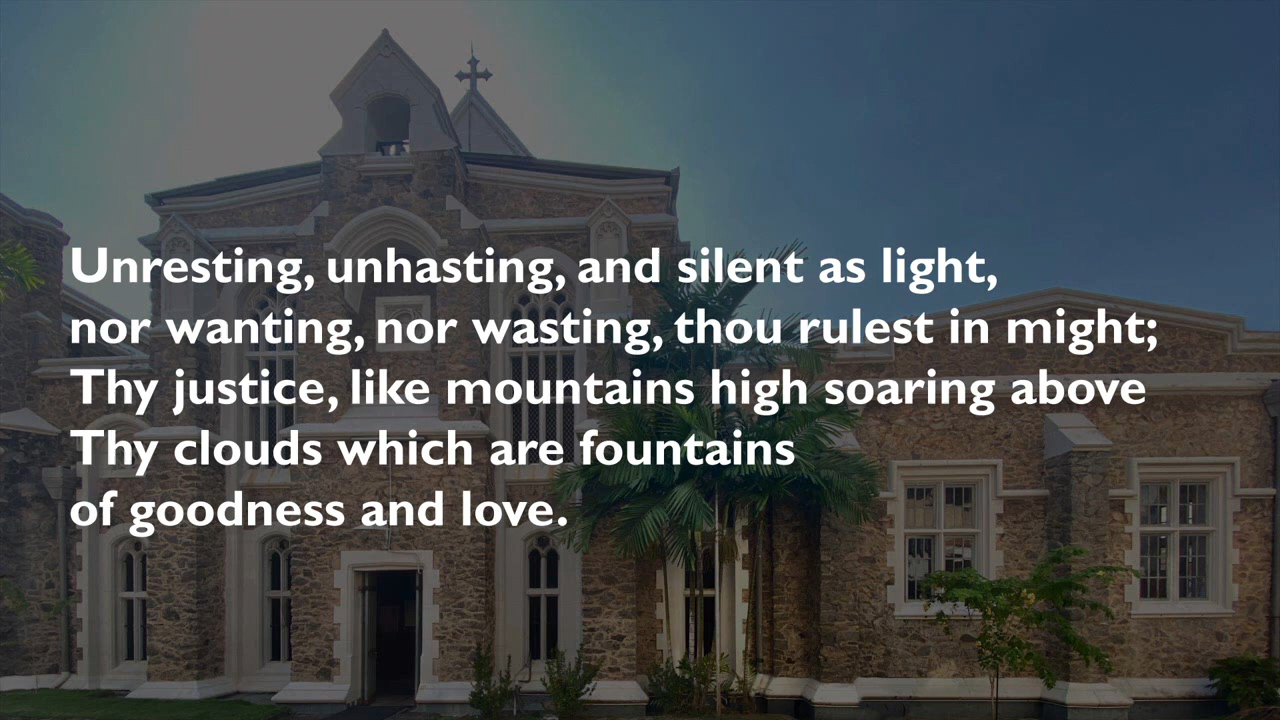 Unresting, unhasting, and silent as light,
nor wanting, nor wasting, thou rulest in might;
Thy justice, like mountains high soaring above
Thy clouds which are fountains
of goodness and love.